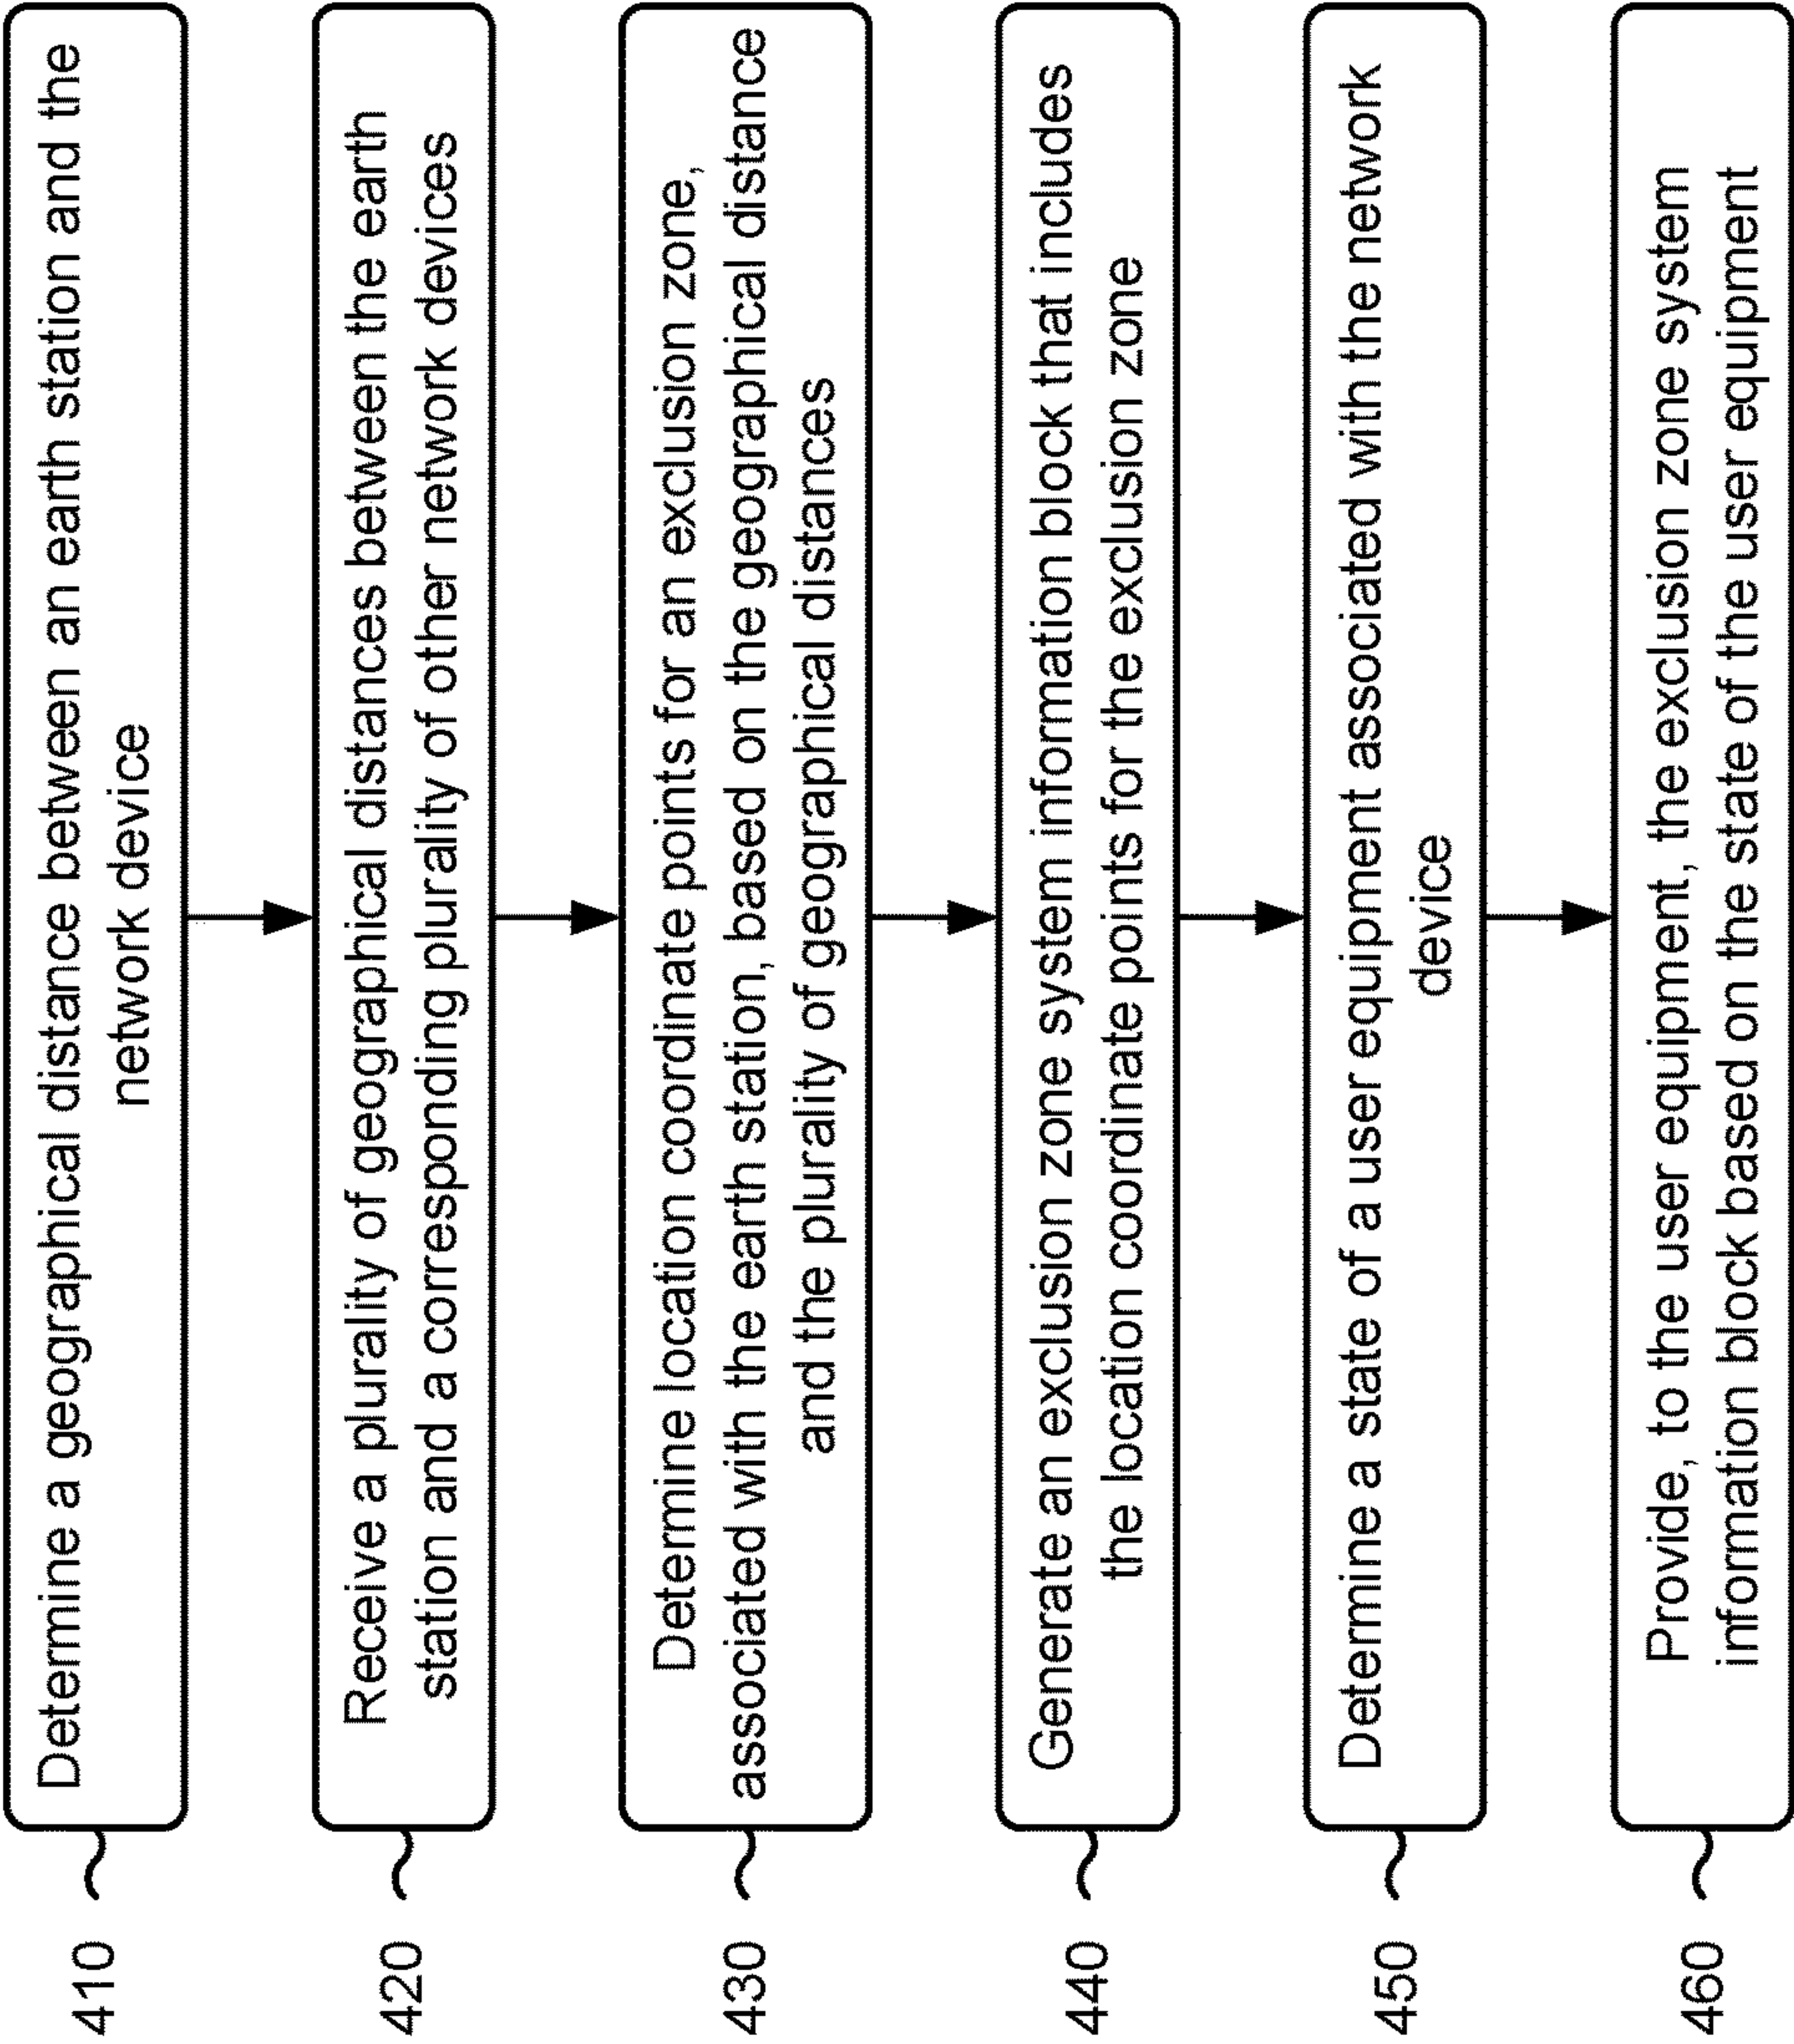 410
Determine a geographical distance between an earth station and the
network device
420
Receive a plurality of geographical distances between the earth
station and a corresponding plurality of other network devices
430
Determine location coordinate points for an exclusion zone,
associated with the earth station, based on the geographical distance
and the plurality of geographical distances
440
Generate an exclusion zone system information block that includes
the location coordinate points for the exclusion zone
450
Determine a state of a user equipment associated with the network
device
460
Provide, to the user equipment, the exclusion zone system
information block based on the state of the user equipment